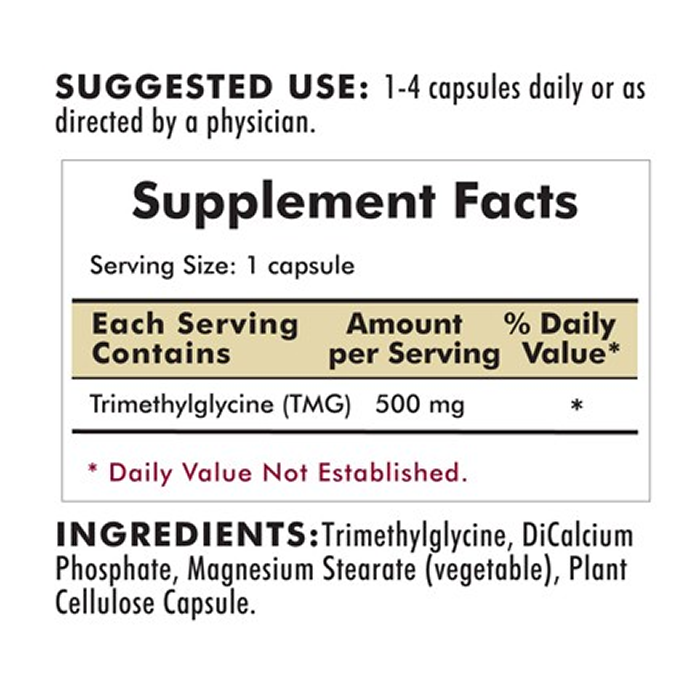 SUGGESTED USE: 1-4 capsules daily or as
directed by a physician.
Supplement Facts
Serving Size: 1 capsule
Each Serving Contains Amount per Serving % Daily Value*
Trimethylglycine (TMG) 500 mg *
* Daily Value Not Established.
INGREDIENTS:Trimethylglycine, DiCalcium
Phosphate, Magnesium Stearate (vegetable), Plant
Cellulose Capsule.